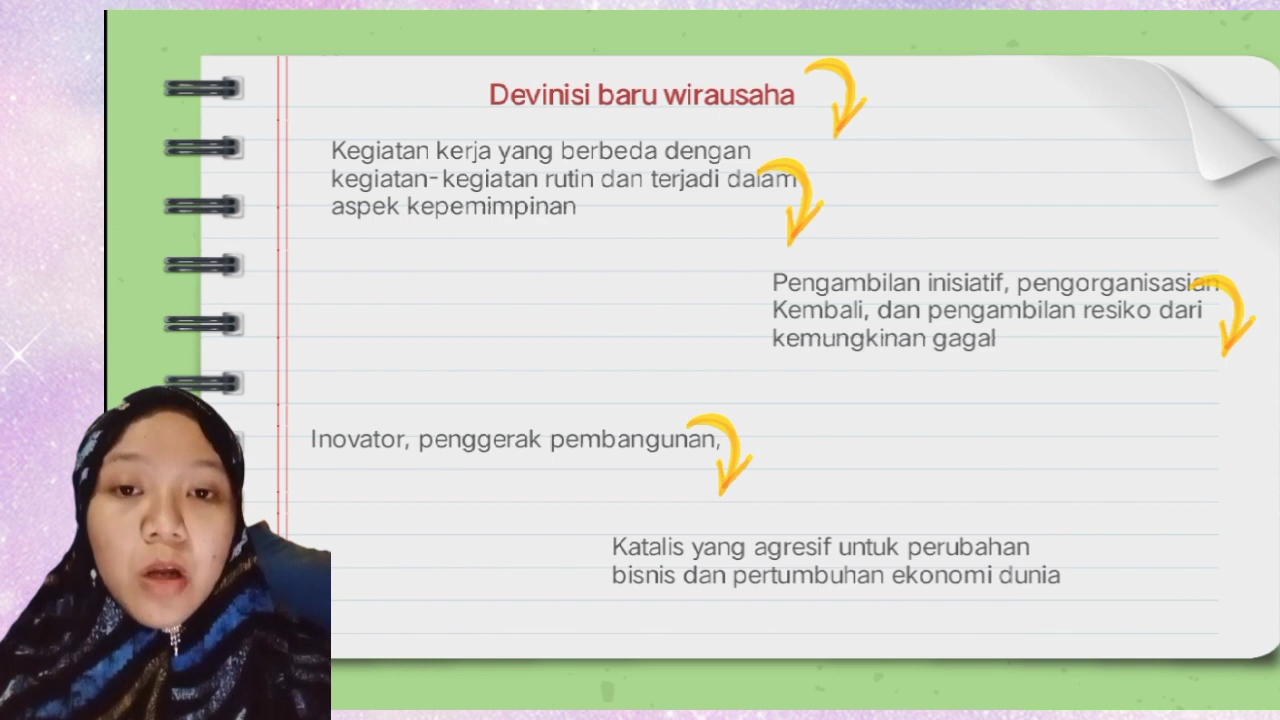 Devinisi baru wirausaha
Kegiatan kerja yang berbeda dengan
kegiatan-kegiatan rutin dan terjadi dalam
aspek kepemimpinan
Pengambilan inisiatif, pengorganisasian
Kembali, dan pengambilan resiko dari
kemungkinan gagal
Inovator, penggerak pembangunan,
Katalis yang agresif untuk perubahan
bisnis dan pertumbuhan ekonomi dunia